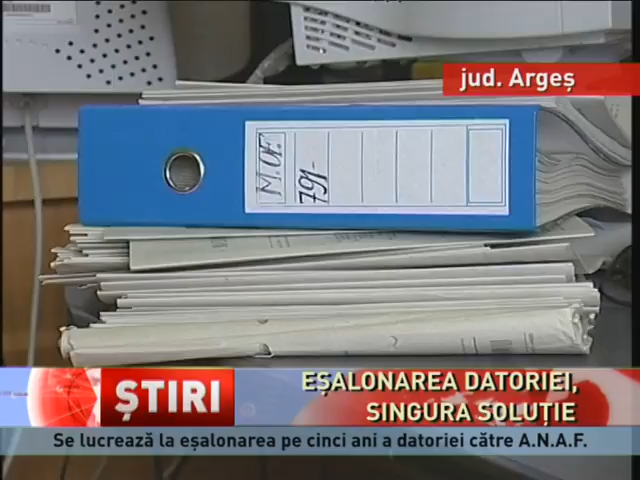 jud. Argeș
M.OF.
791-
ȘTIRI
EȘALONAREA DATORIEI,
SINGURA SOLUȚIE
Se lucrează la eșalonarea pe cinci ani a datoriei către A.N.A.F.